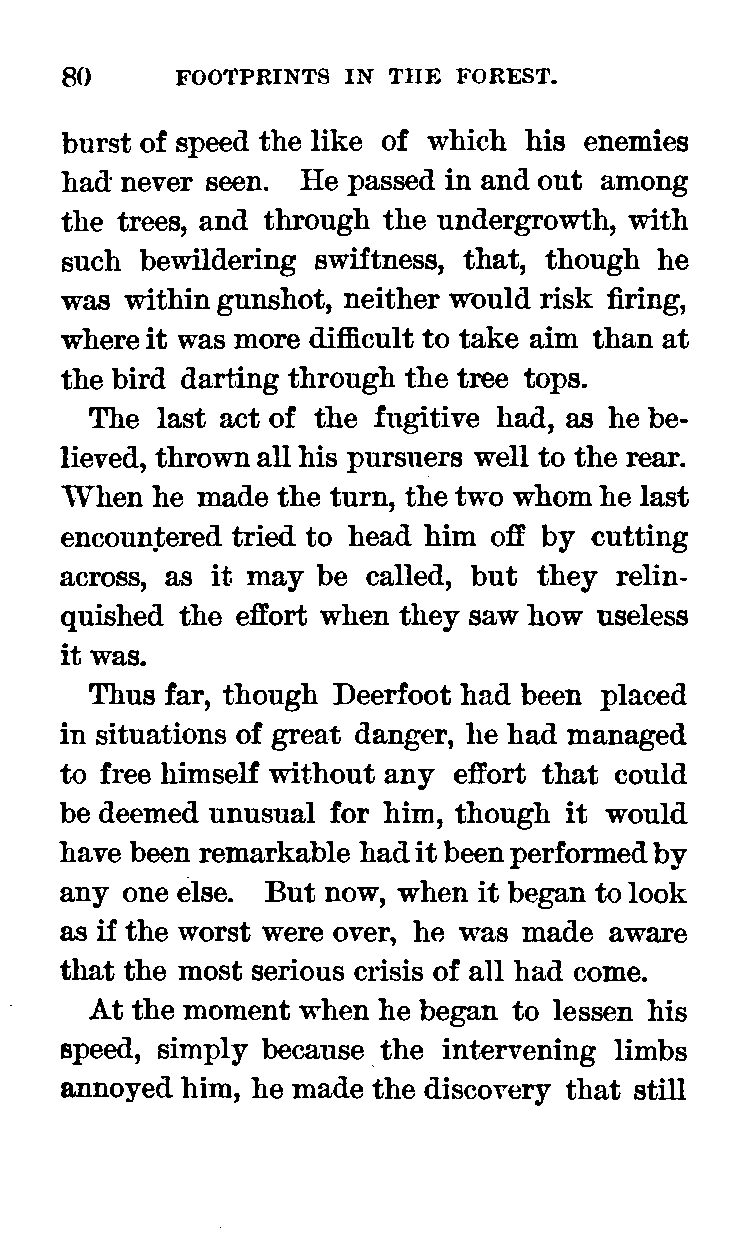 80 FOOTPRINTS IN THE FOREST.
burst of speed the like of which his enemies
had never seen. He passed in and out among
the trees, and through the undergrowth, with
such bewildering swiftness, that, though he
was within gunshot, neither would risk firing,
where it was more difficult to take aim than at
the bird darting through the tree tops.
The last act of the fugitive had, as he be-
lieved, thrown all his pursuers well to the rear.
When he made the turn, the two whom he last
encountered tried to head him off by cutting
across, as it may be called, but they relin-
quished the effort when they saw how useless
it was.
Thus far, though Deerfoot had been placed
in situations of great danger, he had managed
to free himself without any effort that could
be deemed unusual for him, though it would
have been remarkable had it been performed by
any one else. But now, when it began to look
as if the worst were over, he was made aware
that the most serious crisis of all had come.
At the moment when he began to lessen his
speed, simply because the intervening limbs
annoyed him, he made the discovery that still